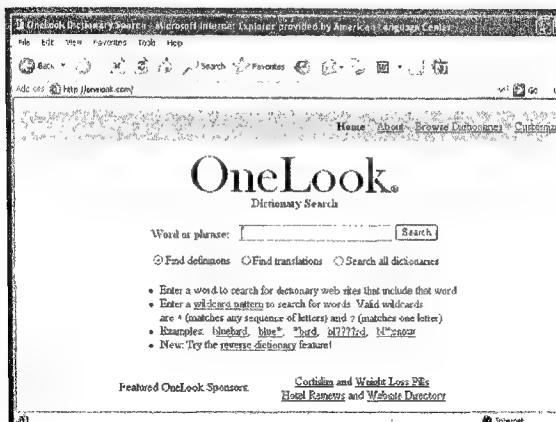 OneLook Dictionary Search - Microsoft Internet Explorer provided by American Language Center
File Edit View Favorites Tools Help
Back Search Favorites
Address http://onelook.com/ Go
Home About Browse Dictionaries Customize
OneLook®
Dictionary Search
Word or phrase: Search
Find definitions Find translations Search all dictionaries
• Enter a word to search for dictionary web sites that include that word
• Enter a wildcard pattern to search for words Valid wildcards
are * (matches any sequence of letters) and ? (matches one letter)
• Examples: bluebird, blue*, *bird, bl????rd, bl*:snow
• New: Try the reverse dictionary feature!
Featured OneLook Sponsors: Cortislim and Weight Loss Pills
Hotel Reviews and Website Directory
Internet